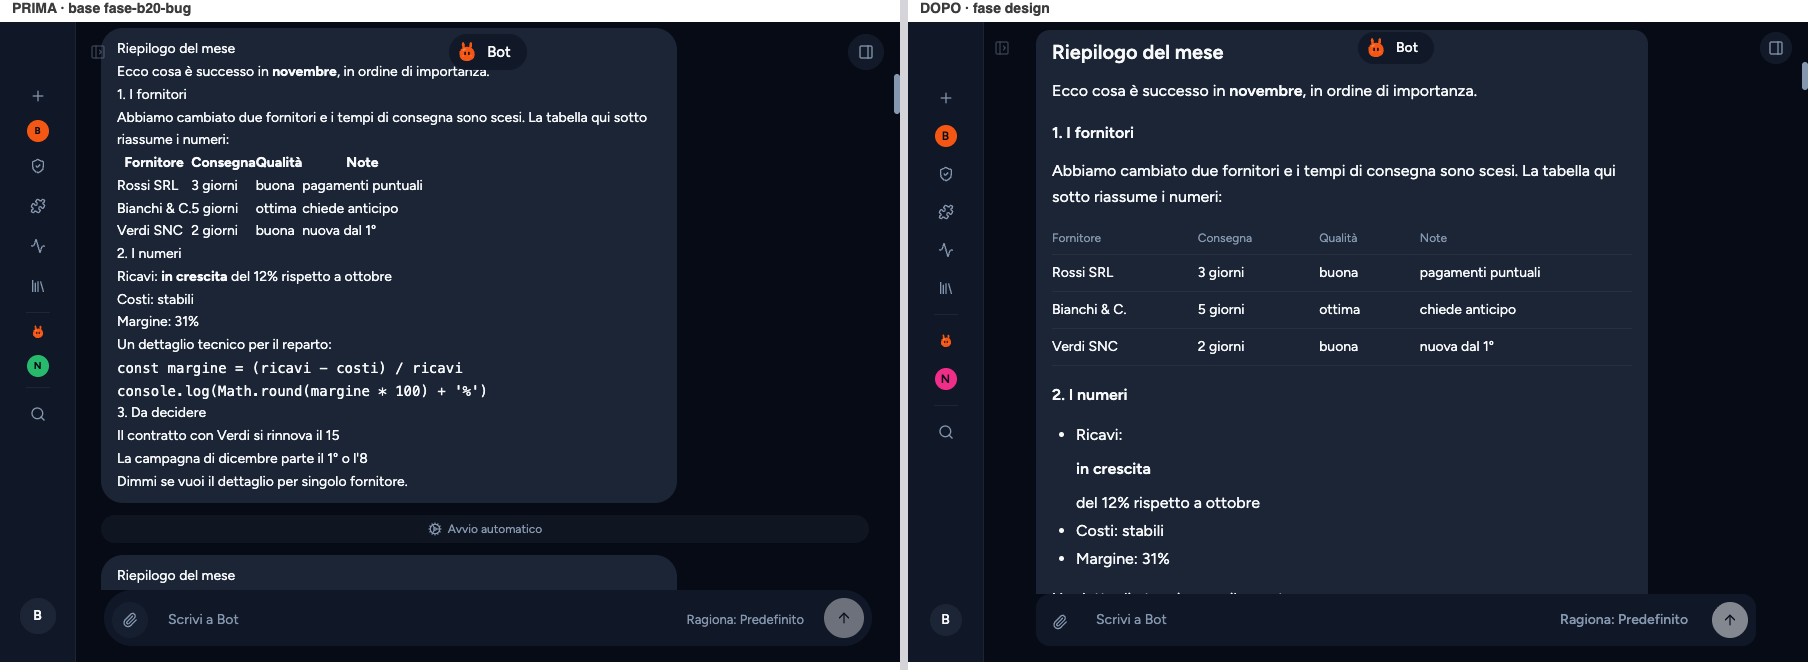 PRIMA · base fase-b20-bug
Bot
Riepilogo del mese
Ecco cosa è successo in novembre, in ordine di importanza.
1. I fornitori
Abbiamo cambiato due fornitori e i tempi di consegna sono scesi. La tabella qui sotto
riassume i numeri:
Fornitore Consegna Qualità Note
Rossi SRL 3 giorni buona pagamenti puntuali
Bianchi & C. 5 giorni ottima chiede anticipo
Verdi SNC 2 giorni buona nuova dal 1°
2. I numeri
Ricavi: in crescita del 12% rispetto a ottobre
Costi: stabili
Margine: 31%
Un dettaglio tecnico per il reparto:
const margine = (ricavi − costi) / ricavi
console.log(Math.round(margine * 100) + '%')
3. Da decidere
Il contratto con Verdi si rinnova il 15
La campagna di dicembre parte il 1° o l'8
Dimmi se vuoi il dettaglio per singolo fornitore.
Avvio automatico
Riepilogo del mese
Scrivi a Bot
Ragiona: Predefinito
B
N
B
DOPO · fase design
Bot
Riepilogo del mese
Ecco cosa è successo in novembre, in ordine di importanza.
1. I fornitori
Abbiamo cambiato due fornitori e i tempi di consegna sono scesi. La tabella qui
sotto riassume i numeri:
Fornitore Consegna Qualità Note
Rossi SRL 3 giorni buona pagamenti puntuali
Bianchi & C. 5 giorni ottima chiede anticipo
Verdi SNC 2 giorni buona nuova dal 1°
2. I numeri
• Ricavi:
in crescita
del 12% rispetto a ottobre
• Costi: stabili
• Margine: 31%
Scrivi a Bot
Ragiona: Predefinito
B
N
B